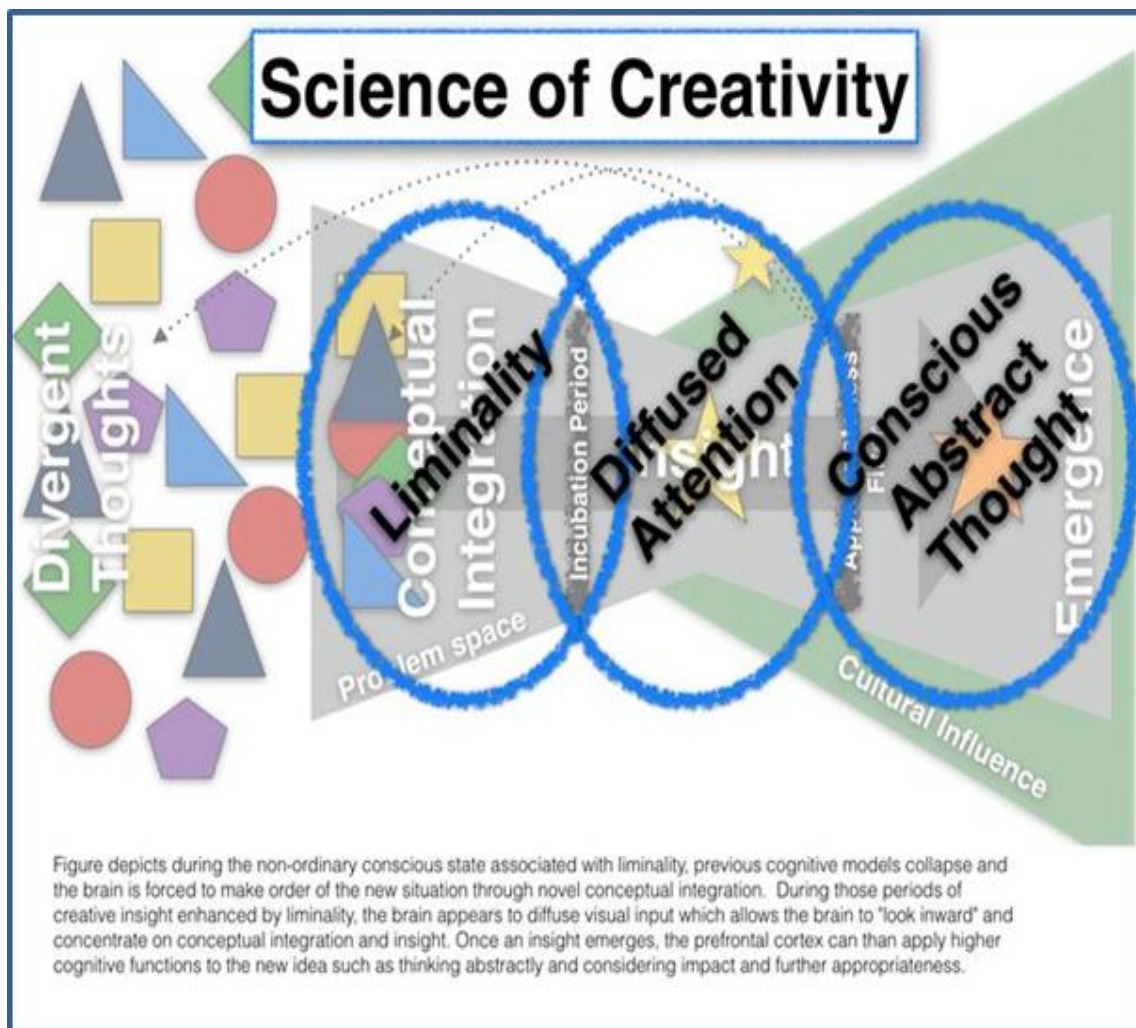 Science of Creativity
Divergent
Thoughts
Conceptual
Integration
Liminality
Problem space
Incubation Period
Diffused
Attention
Conscious
Abstract
Thought
Emergence
Cultural Influence
Figure depicts during the non-ordinary conscious state associated with liminality, previous cognitive models collapse and
the brain is forced to make order of the new situation through novel conceptual integration.  During those periods of
creative insight enhanced by liminality, the brain appears to diffuse visual input which allows the brain to "look inward" and
concentrate on conceptual integration and insight. Once an insight emerges, the prefrontal cortex can than apply higher
cognitive functions to the new idea such as thinking abstractly and considering impact and further appropriateness.